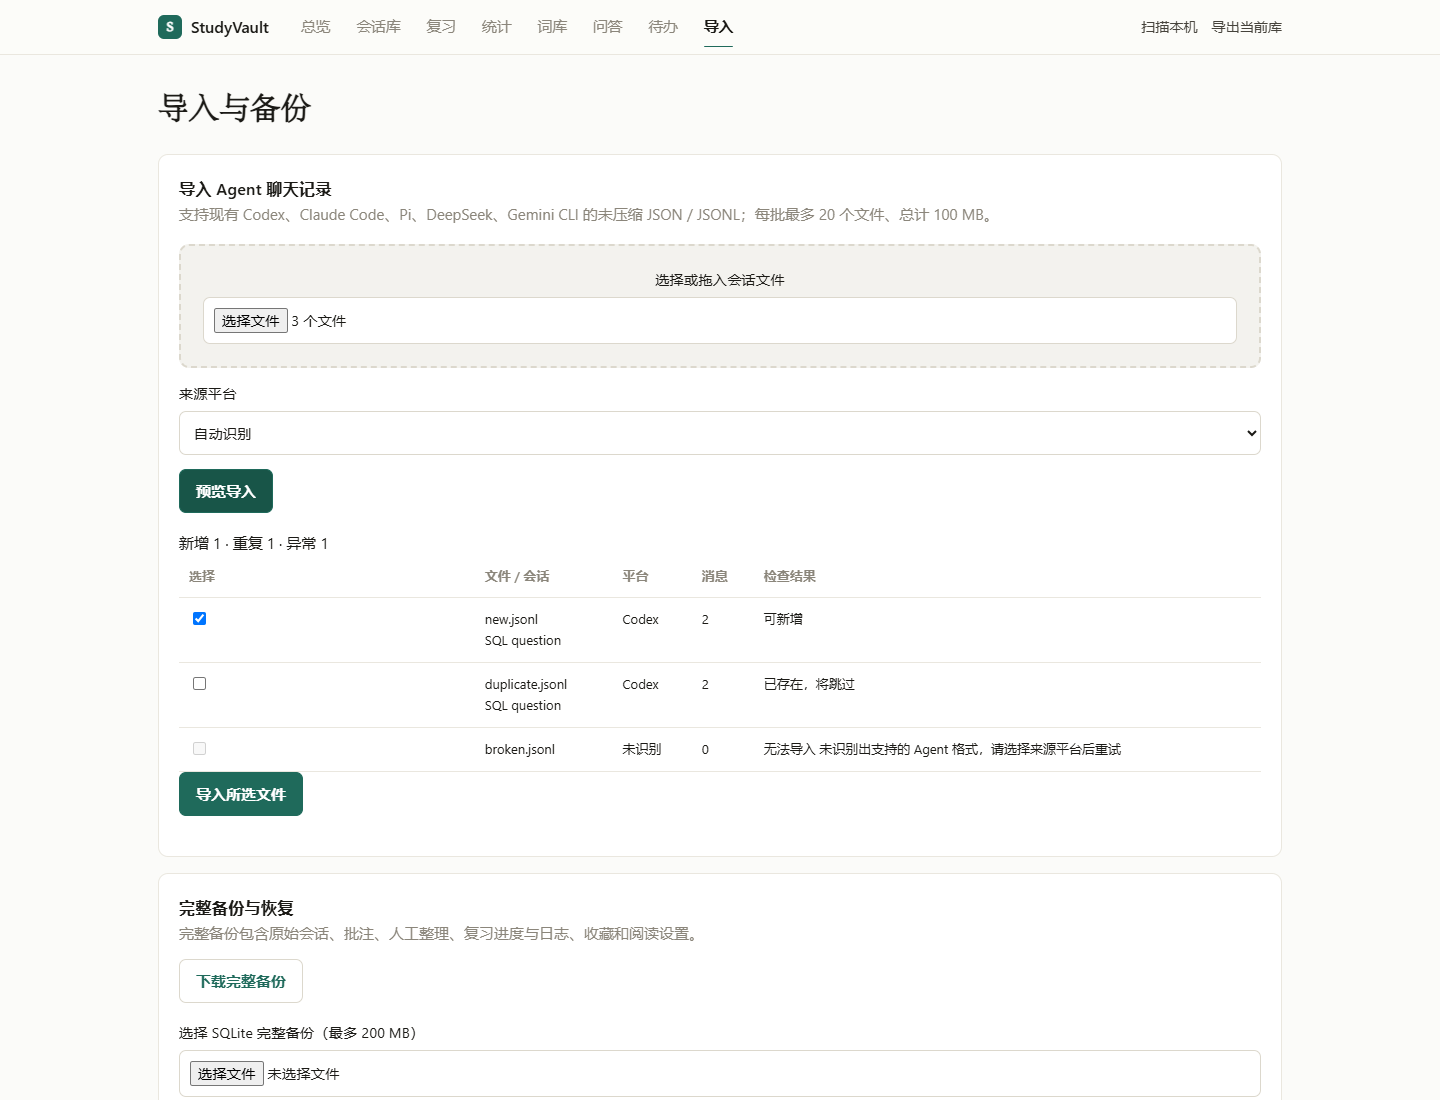 S StudyVault 总览 会话库 复习 统计 词库 问答 待办 导入 扫描本机 导出当前库
导入与备份
导入 Agent 聊天记录
支持现有 Codex、Claude Code、Pi、DeepSeek、Gemini CLI 的未压缩 JSON / JSONL；每批最多 20 个文件、总计 100 MB。
选择或拖入会话文件
选择文件 3 个文件
来源平台
自动识别
预览导入
新增 1 · 重复 1 · 异常 1
选择 文件 / 会话 平台 消息 检查结果
new.jsonl Codex 2 可新增
SQL question
duplicate.jsonl Codex 2 已存在，将跳过
SQL question
broken.jsonl 未识别 0 无法导入 未识别出支持的 Agent 格式，请选择来源平台后重试
导入所选文件
完整备份与恢复
完整备份包含原始会话、批注、人工整理、复习进度与日志、收藏和阅读设置。
下载完整备份
选择 SQLite 完整备份（最多 200 MB）
选择文件 未选择文件